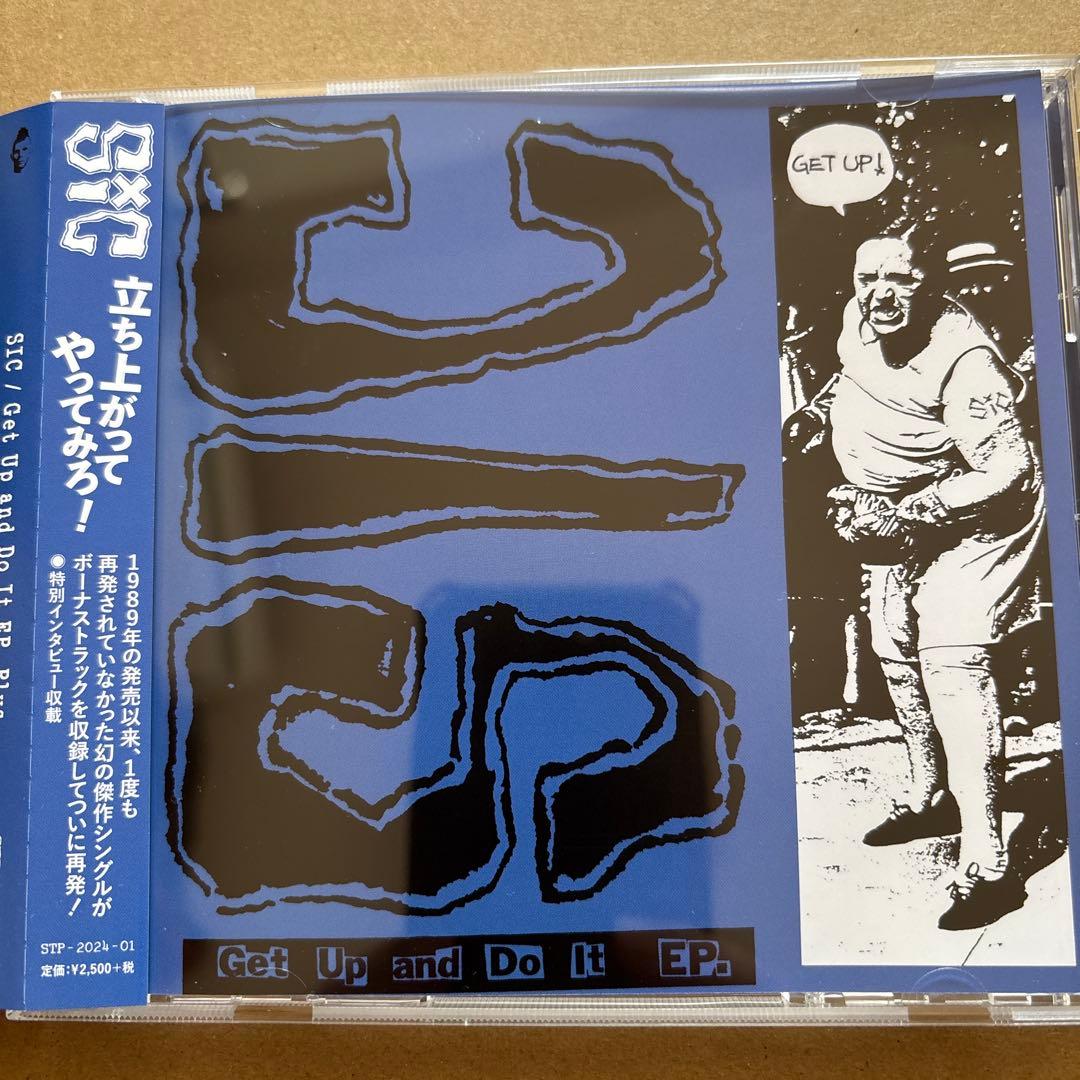 SIC / Get Up and Do It EP Plus
SxC
SIC
立ち上がって
やってみろ!
1989年の発売以来、1度も
再発されていなかった幻の傑作シングルが
ボーナストラックを収録してついに再発!
◉特別インタビュー収載
STP-2024-01
定価:¥2,500+税
SIC
Get Up and Do It EP.
GET UP!
SxC